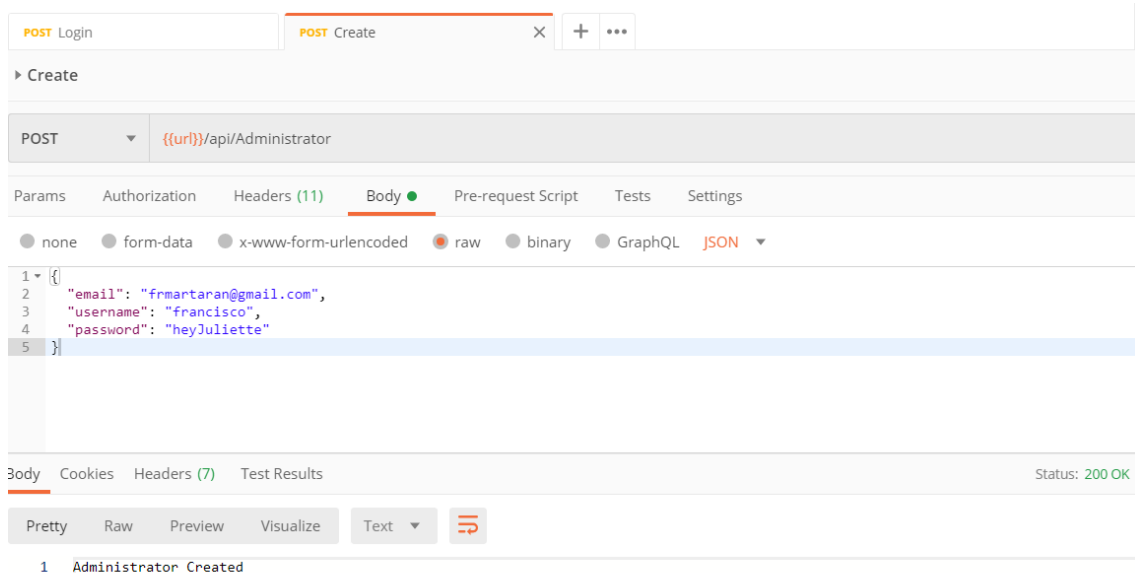 POST Login POST Create
Create
POST {{url}}/api/Administrator
Params Authorization Headers (11) Body Pre-request Script Tests Settings
none form-data x-www-form-urlencoded raw binary GraphQL JSON
1 {
2 "email": "frmartaran@gmail.com",
3 "username": "francisco",
4 "password": "heyJuliette"
5 }
Body Cookies Headers (7) Test Results Status: 200 OK
Pretty Raw Preview Visualize Text
1 Administrator Created